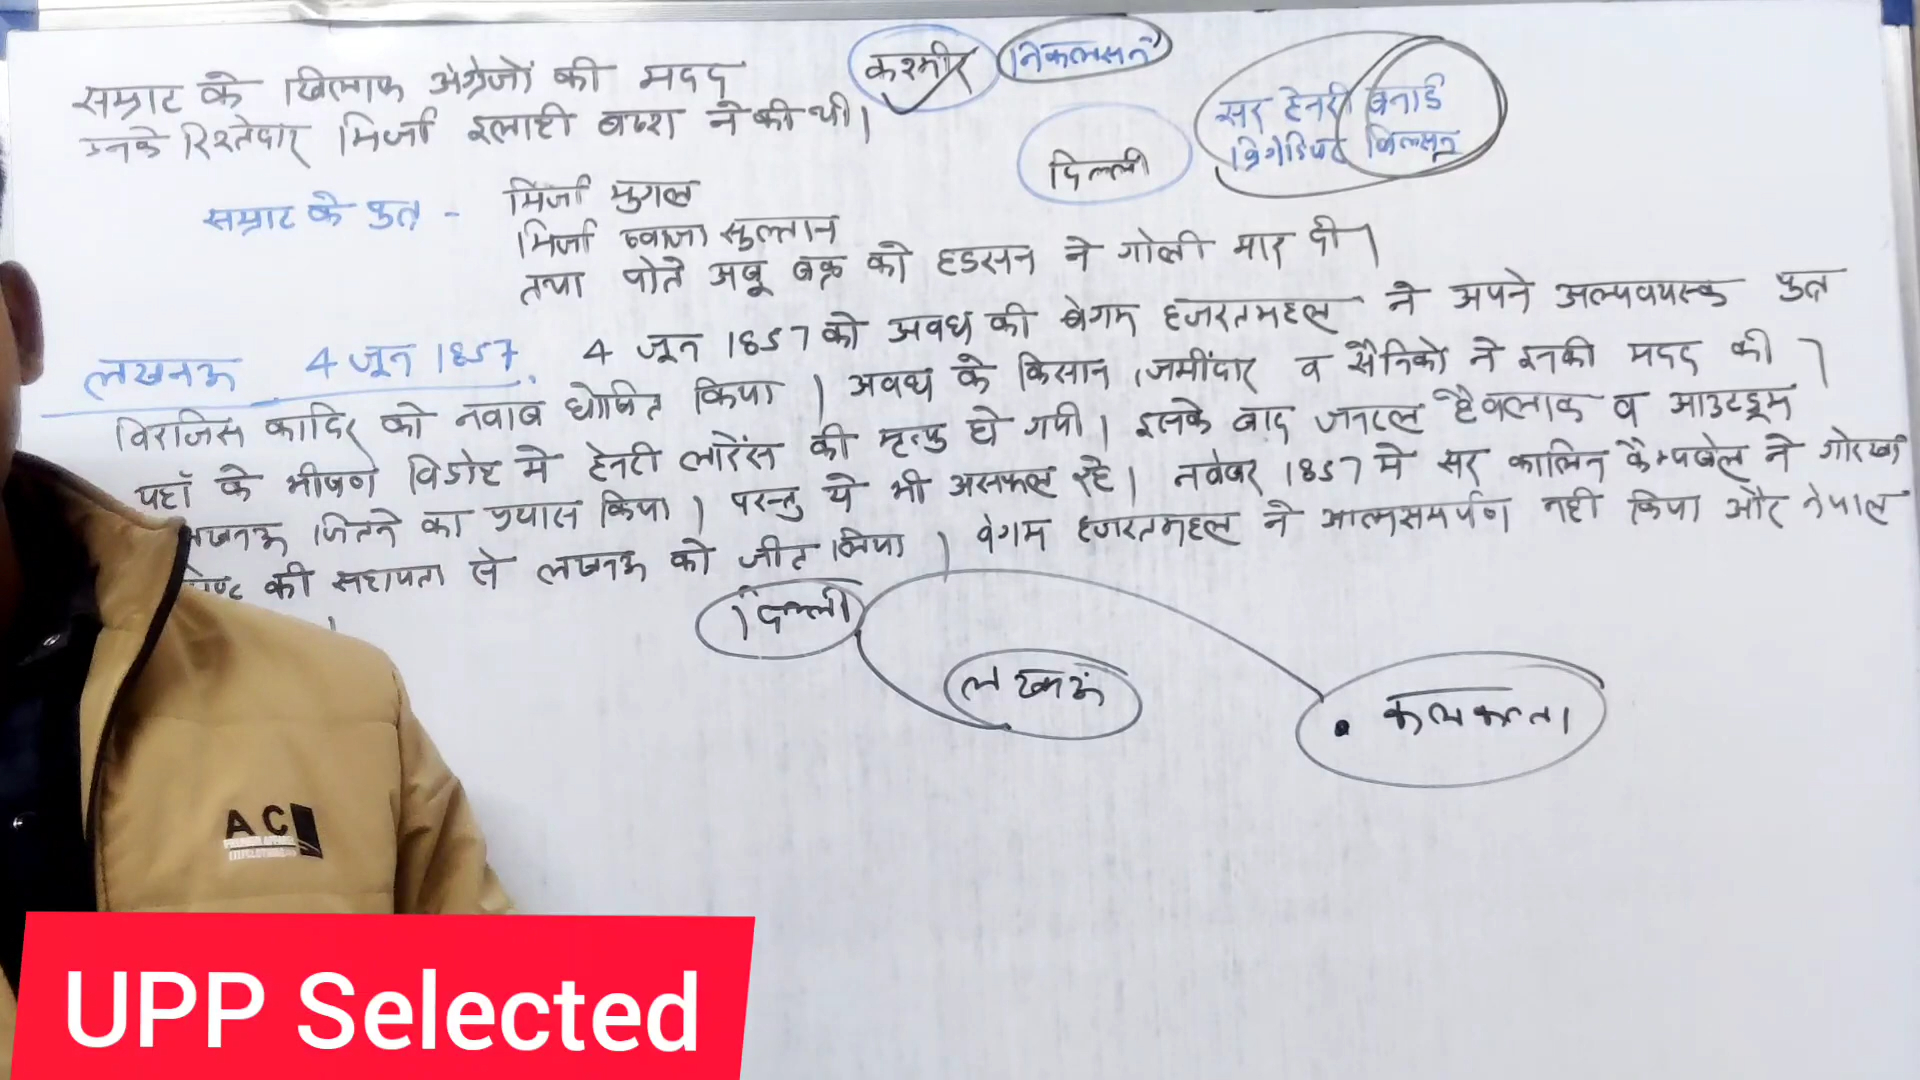 सम्राट के खिलाफ अंग्रेजों की मदद
उनके रिश्तेदार मिर्जा इलाही बख्श ने की थी।
कश्मीर
निकलसन
सर हेनरी बर्नाड
ब्रिगेडियर विल्सन
दिल्ली
सम्राट के पुत्र - मिर्जा मुगल
मिर्जा ख्वाजा सुल्तान
तथा पोते अबू बक्र को हडसन ने गोली मार दी।
लखनऊ 4 जून 1857. 4 जून 1857 को अवध की बेगम हजरतमहल ने अपने अल्पवयस्क पुत्र
विरजिस कादिर को नवाब घोषित किया। अवध के किसान, जमींदार व सैनिको ने इनकी मदद की।
यहाँ के भीषण विद्रोह मे हेनरी लारेंस की मृत्यु हो गयी। इसके बाद जनरल हैवलाक व आउट्रम
लखनऊ जितने का प्रयास किया। परन्तु ये भी असफल रहे। नवंबर 1857 मे सर कालिन कैम्पबेल ने गोरखा
की सहायता से लखनऊ को जीत लिया। बेगम हजरतमहल ने आत्मसमर्पण नही किया और नेपाल
दिल्ली
लखनऊ
कलकत्ता
AC
UPP Selected